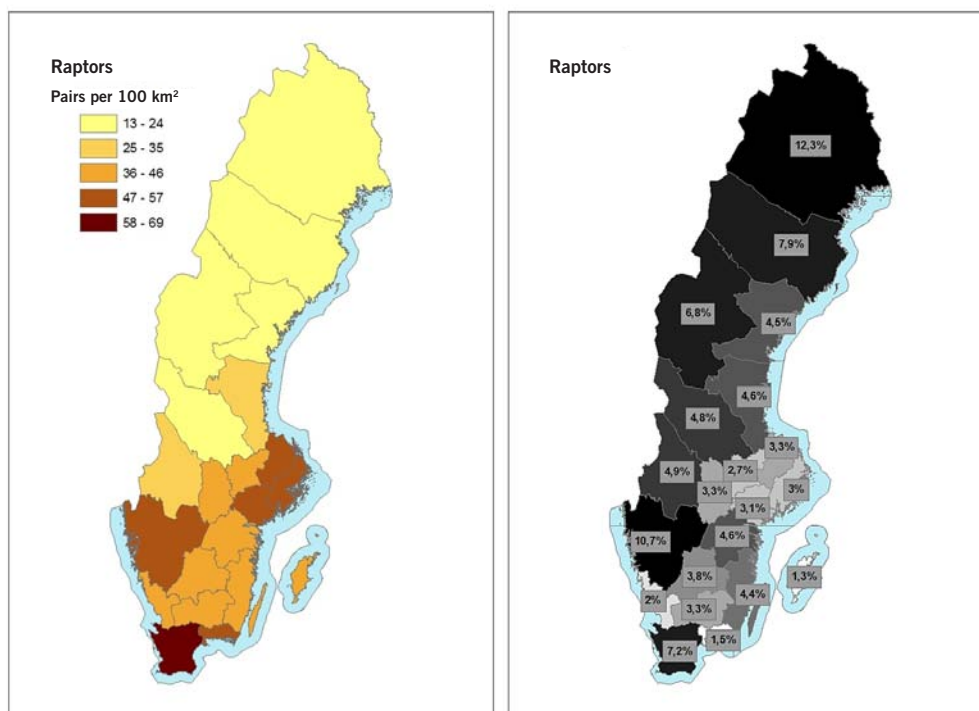 Raptors
Pairs per 100 km²
13 - 24
25 - 35
36 - 46
47 - 57
58 - 69
Raptors
12,3%
7,9%
6,8%
4,5%
4,6%
4,8%
3,3%
2,7%
4,9%
3,3%
3%
3,1%
10,7%
4,6%
3,8%
1,3%
4,4%
2%
3,3%
1,5%
7,2%